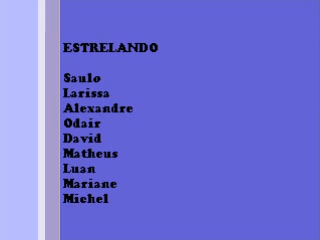 ESTRELANDO
Saulo
Larissa
Alexandre
Odair
David
Matheus
Luan
Mariane
Michel